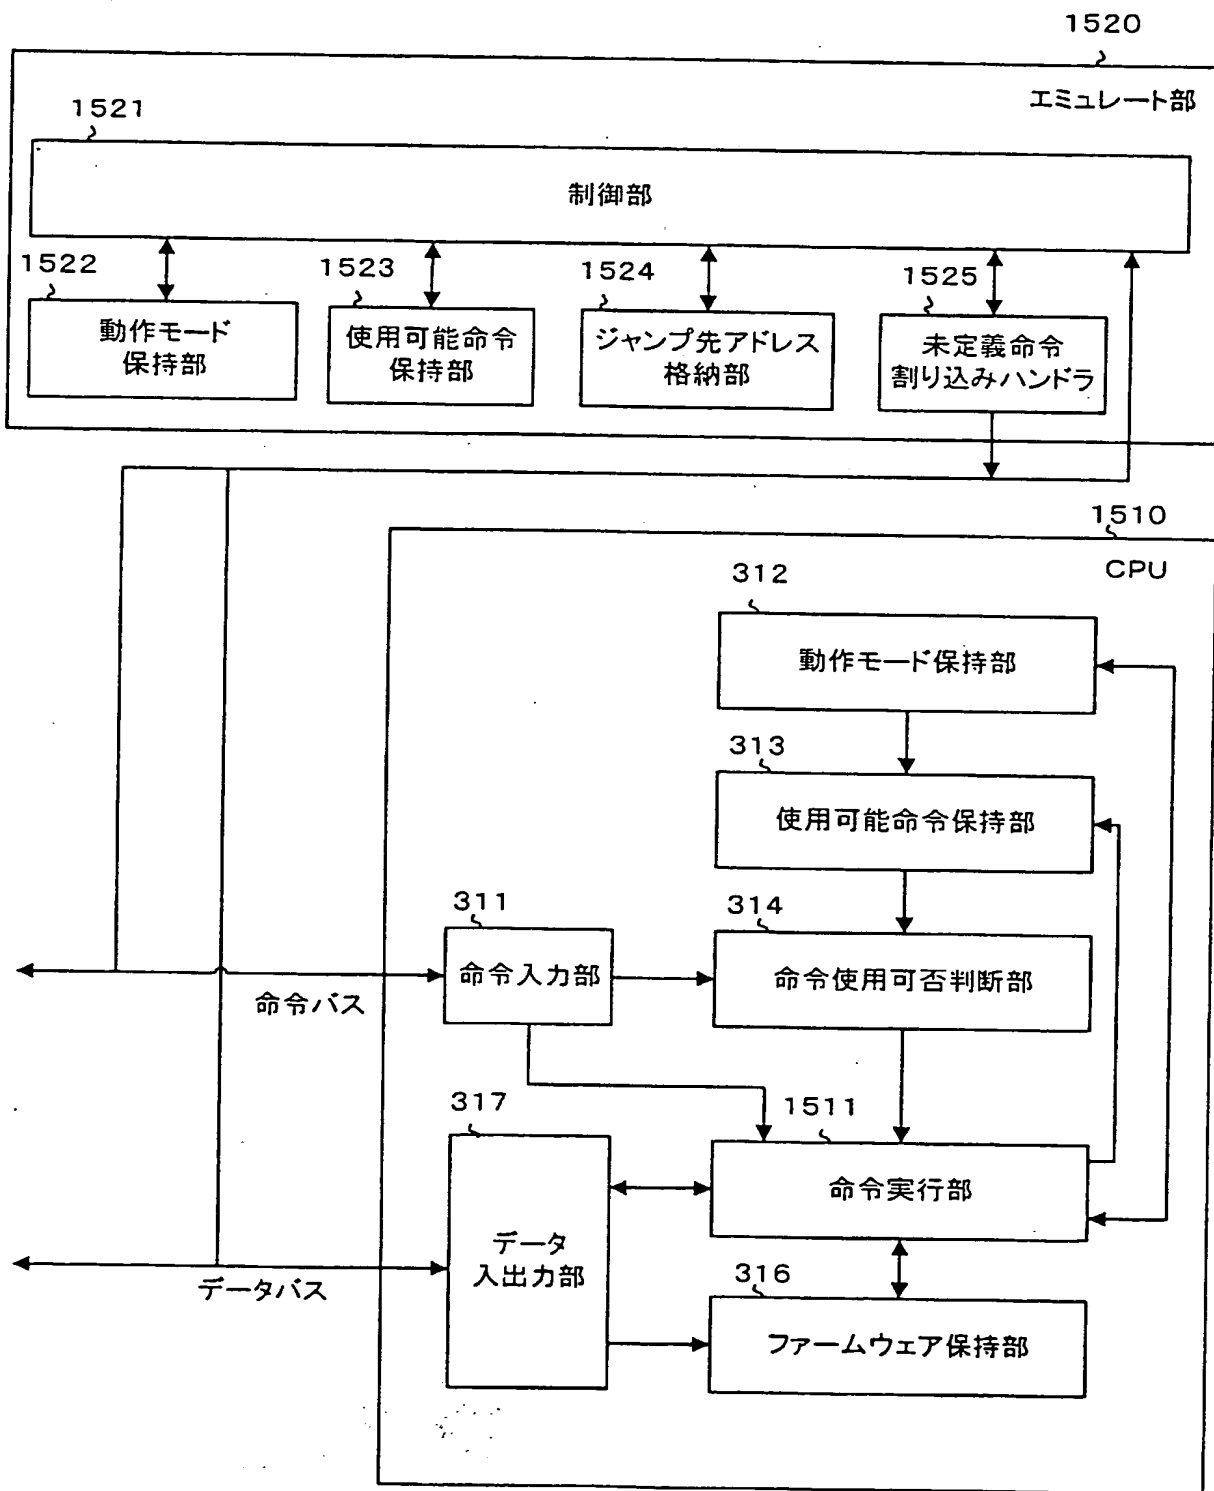 1520
エミュレート部
1521
制御部
1522
1523
1524
1525
動作モード
保持部
使用可能命令
保持部
ジャンプ先アドレス
格納部
未定義命令
割り込みハンドラ
1510
CPU
312
動作モード保持部
313
使用可能命令保持部
311
命令入力部
314
命令使用可否判断部
命令バス
317
データ
入出力部
1511
命令実行部
データバス
316
ファームウェア保持部